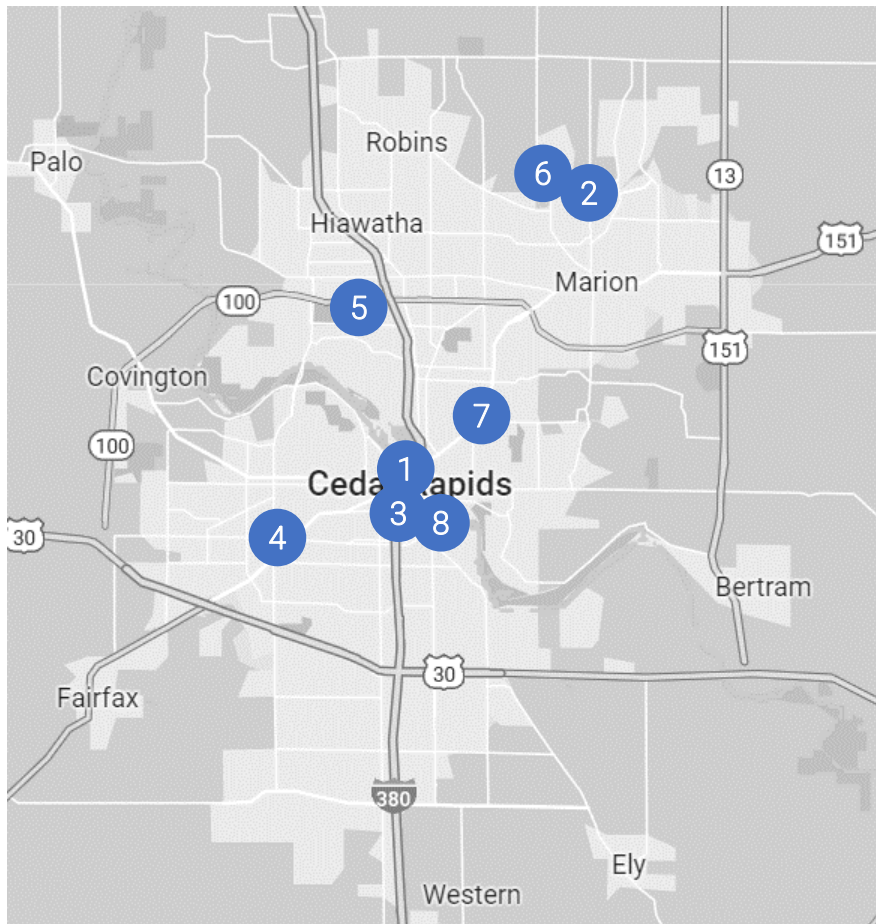 Robins
Palo
6
13
2
Hiawatha
151
Marion
100
5
151
Covington
7
100
1
Cedar Rapids
3
8
30
4
Bertram
30
Fairfax
380
Ely
Western